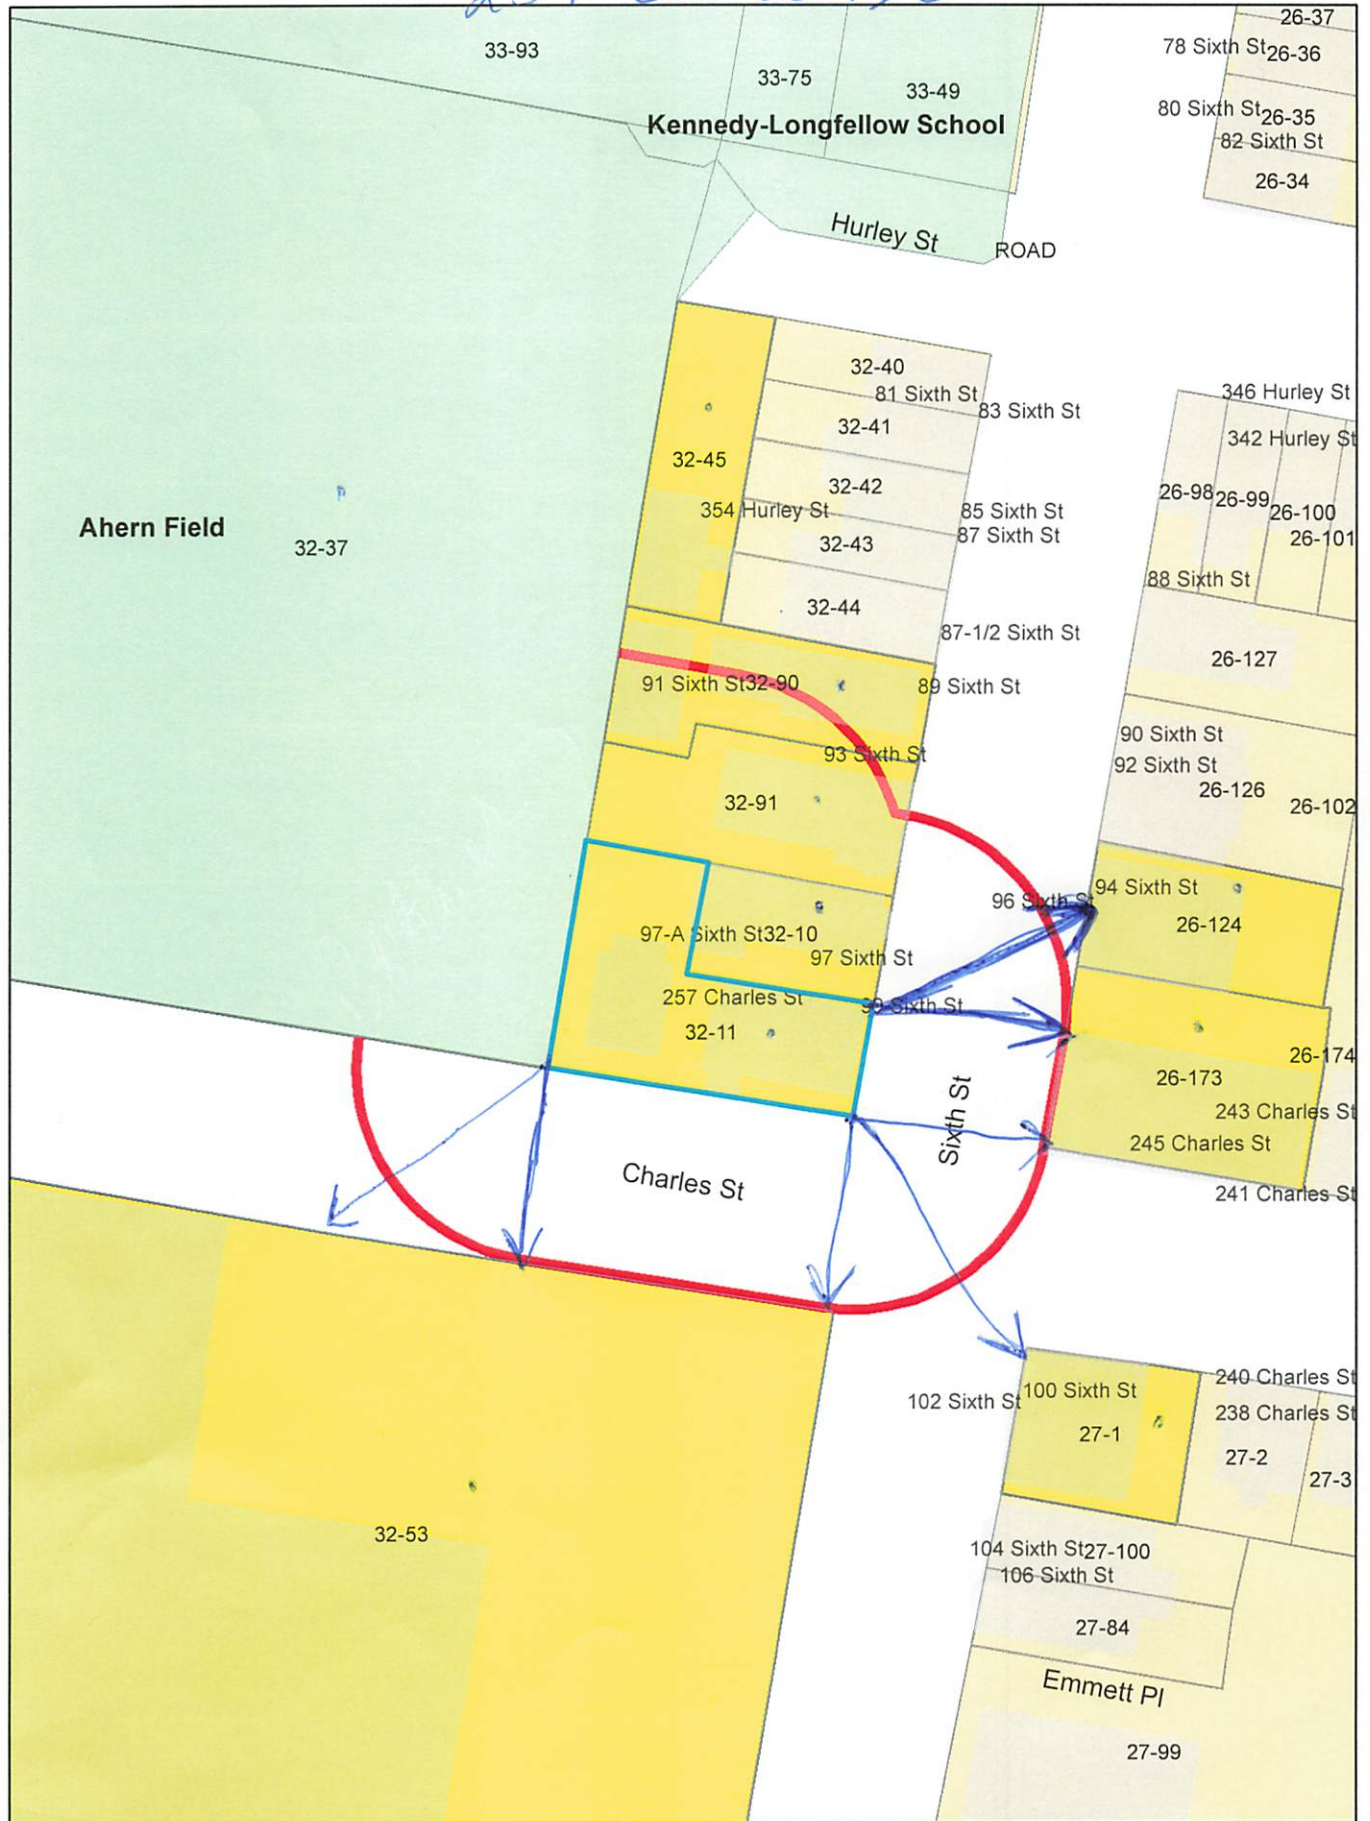 33-93
33-75
33-49
Kennedy-Longfellow School
26-37
78 Sixth St 26-36
80 Sixth St 26-35
82 Sixth St
26-34
Hurley St
ROAD
32-40
81 Sixth St
83 Sixth St
32-41
346 Hurley St
342 Hurley St
32-45
32-42
26-98
26-99
26-100
26-101
354 Hurley St
85 Sixth St
87 Sixth St
32-43
Ahern Field
32-37
88 Sixth St
32-44
87-1/2 Sixth St
26-127
91 Sixth St 32-90
89 Sixth St
93 Sixth St
90 Sixth St
92 Sixth St
26-126
26-102
32-91
94 Sixth St
96 Sixth St
26-124
97-A Sixth St 32-10
97 Sixth St
257 Charles St
99 Sixth St
32-11
26-174
26-173
243 Charles St
245 Charles St
241 Charles St
Sixth St
Charles St
240 Charles St
100 Sixth St
102 Sixth St
238 Charles St
27-1
27-2
27-3
32-53
104 Sixth St 27-100
106 Sixth St
27-84
Emmett Pl
27-99